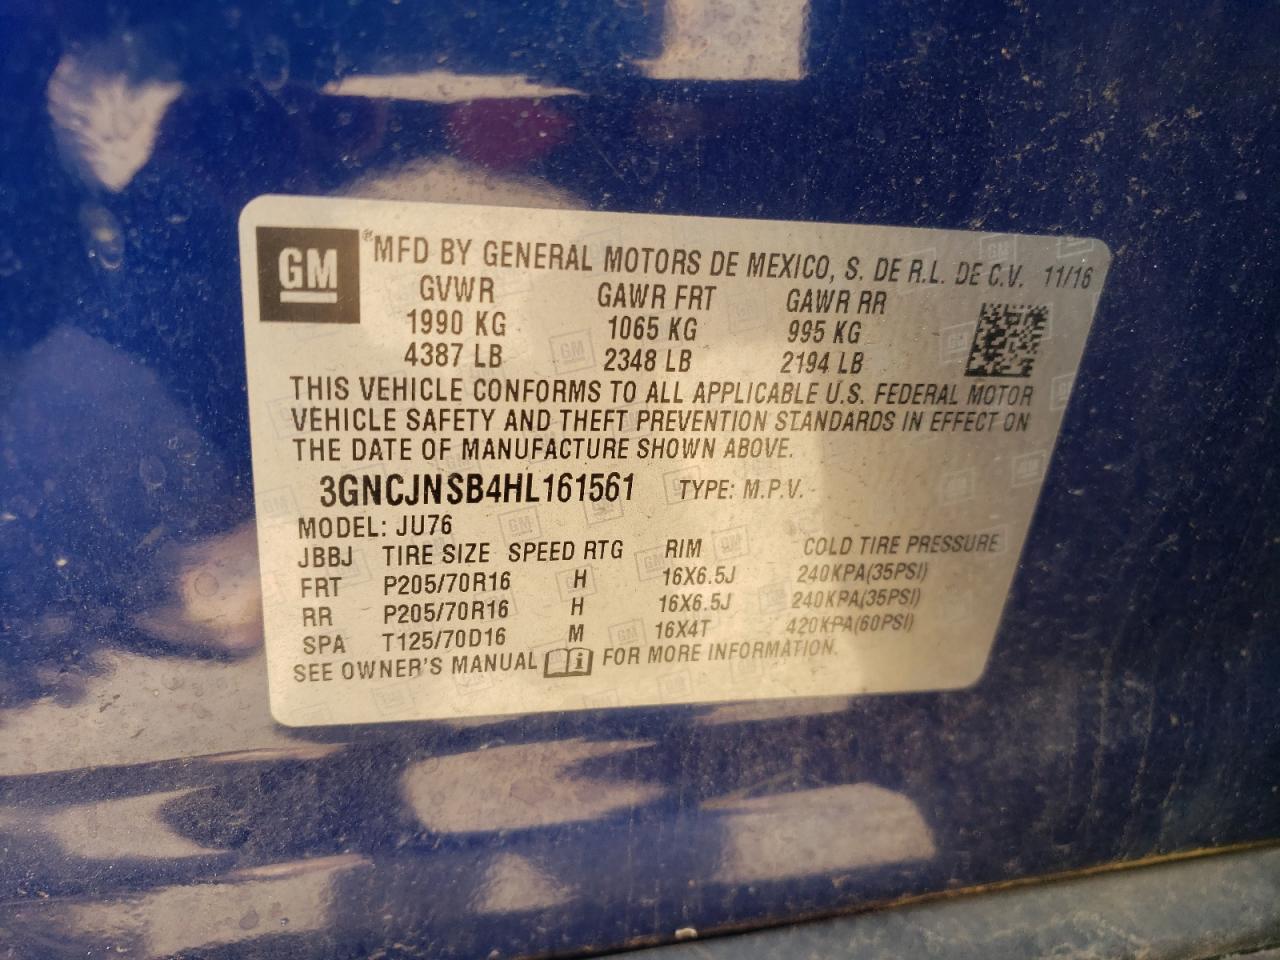 GM
®MFD BY GENERAL MOTORS DE MEXICO, S. DE R.L. DE C.V. 11/16
GVWR GAWR FRT GAWR RR
1990 KG 1065 KG 995 KG
4387 LB 2348 LB 2194 LB
THIS VEHICLE CONFORMS TO ALL APPLICABLE U.S. FEDERAL MOTOR
VEHICLE SAFETY AND THEFT PREVENTION STANDARDS IN EFFECT ON
THE DATE OF MANUFACTURE SHOWN ABOVE.
3GNCJNSB4HL161561 TYPE: M.P.V.
MODEL: JU76
JBBJ TIRE SIZE SPEED RTG RIM COLD TIRE PRESSURE
FRT P205/70R16 H 16X6.5J 240KPA(35PSI)
RR P205/70R16 H 16X6.5J 240KPA(35PSI)
SPA T125/70D16 M 16X4T 420KPA(60PSI)
SEE OWNER'S MANUAL i FOR MORE INFORMATION.